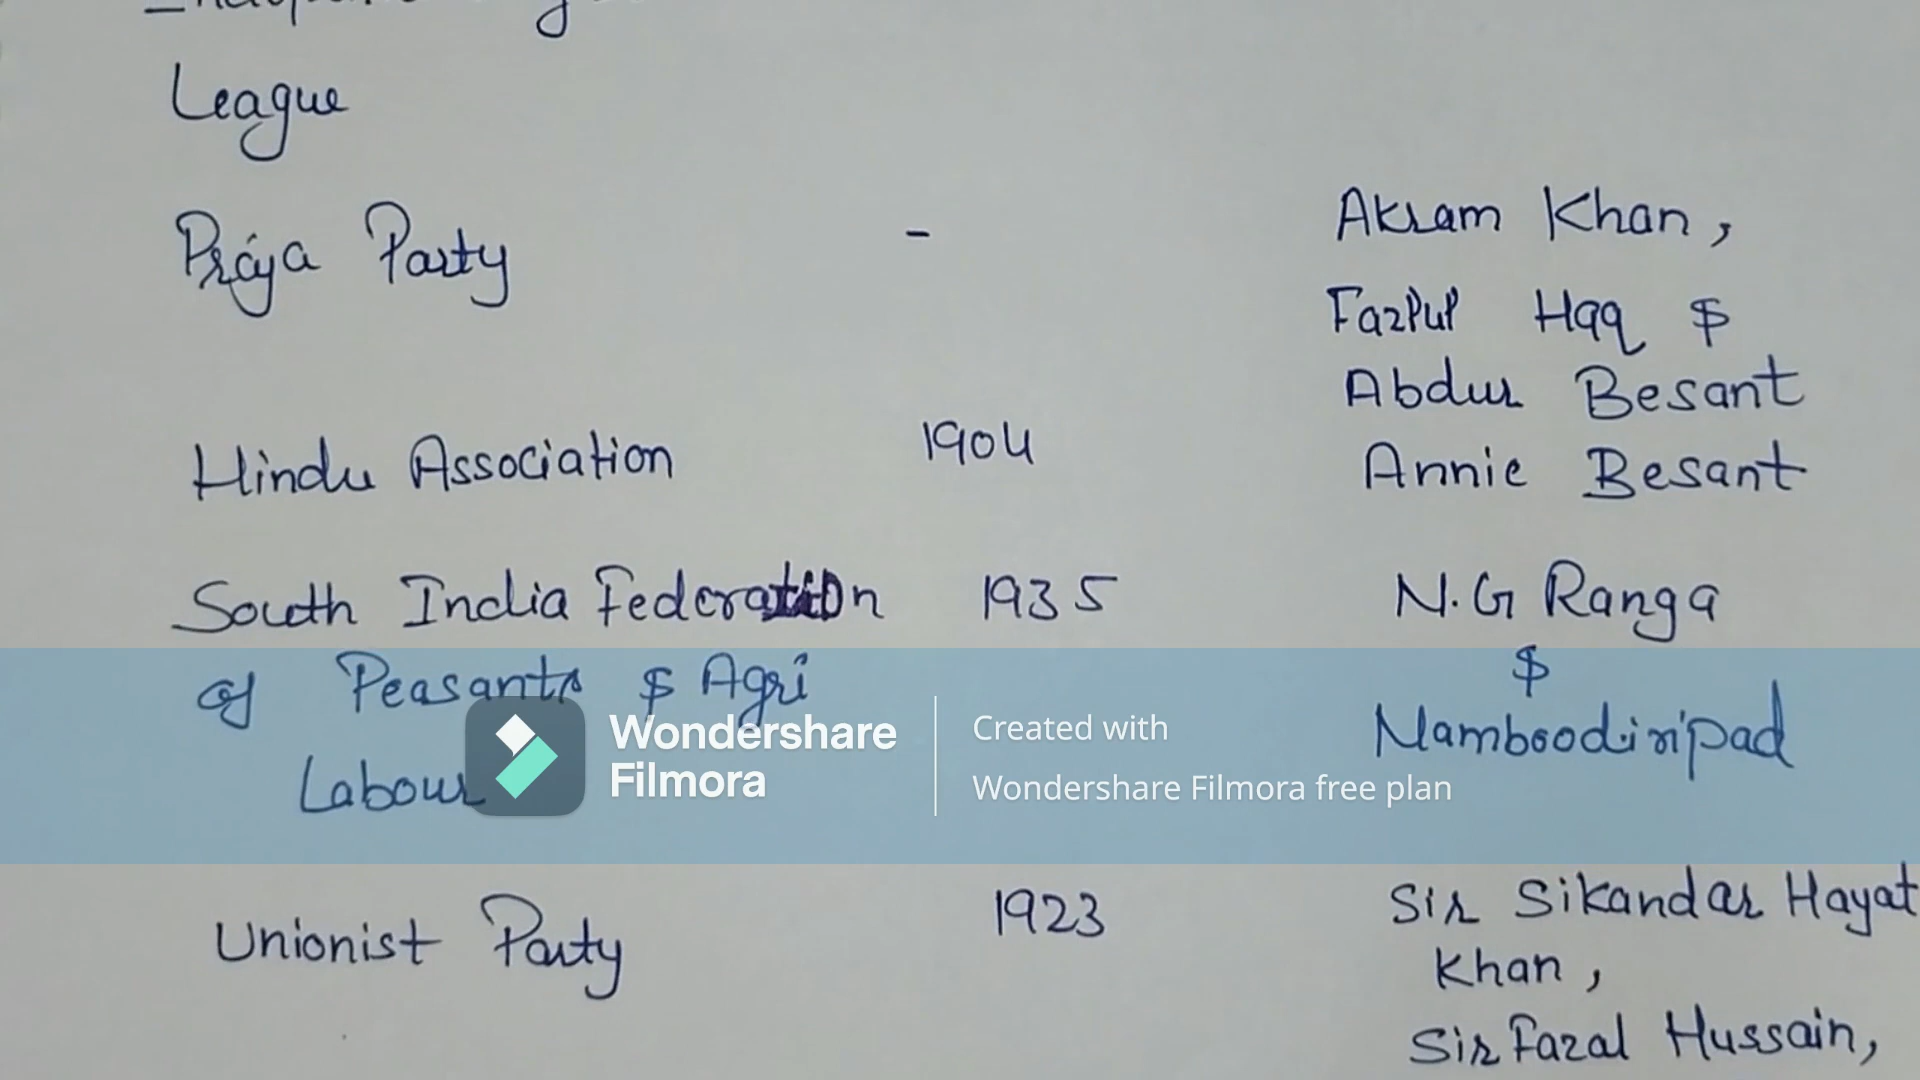 League
Praja Party - Akram Khan,
Fazlul Haq $
Abdur Besant
Hindu Association 1904 Annie Besant
South India Federation 1935 N.G Ranga
of Peasants $ Agri $
Labour Namboodiripad
Wondershare Filmora
Created with
Wondershare Filmora free plan
Unionist Party 1923 Sir Sikandar Hayat
Khan,
Sir Fazal Hussain,